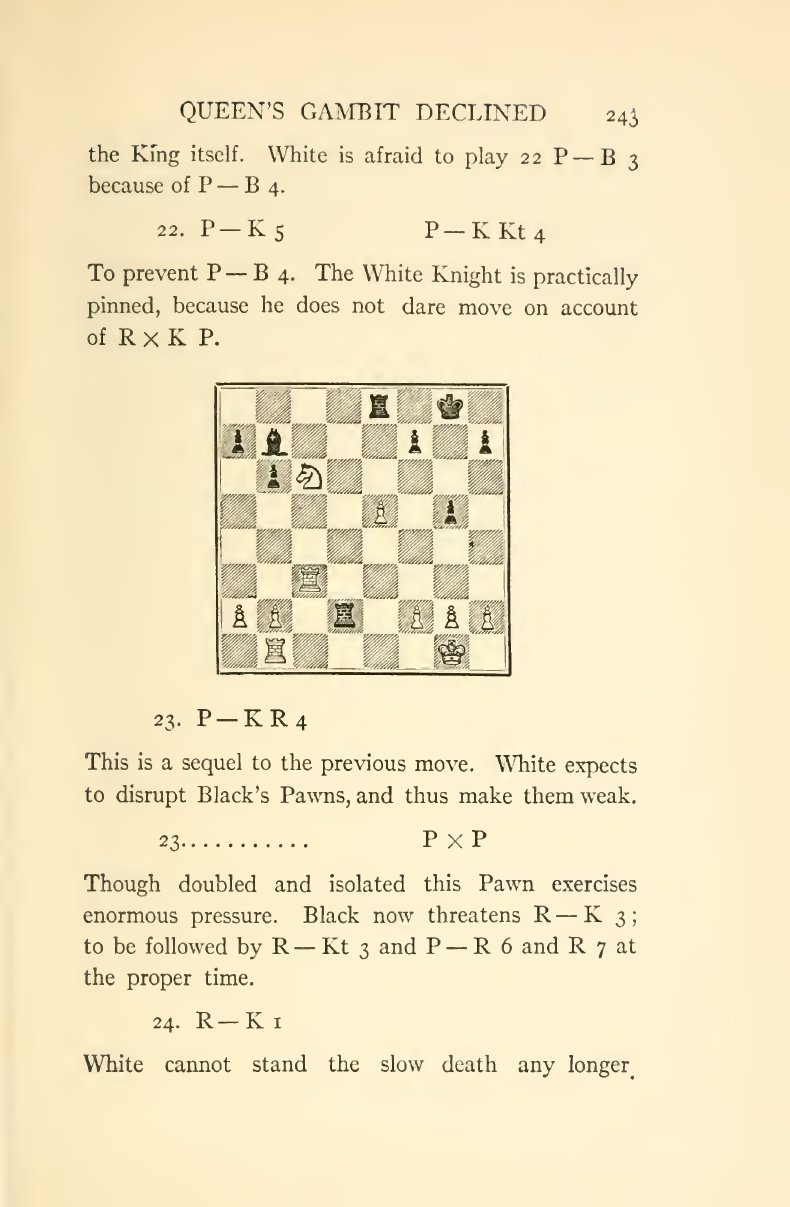 QUEEN'S GAMBIT DECLINED 243
the King itself. White is afraid to play 22 P — B 3
because of P — B 4.
22. P — K 5 P — K Kt 4
To prevent P — B 4. The White Knight is practically
pinned, because he does not dare move on account
of R × K P.
23. P — K R 4
This is a sequel to the previous move. White expects
to disrupt Black's Pawns, and thus make them weak.
23........... P × P
Though doubled and isolated this Pawn exercises
enormous pressure. Black now threatens R — K 3 ;
to be followed by R — Kt 3 and P — R 6 and R 7 at
the proper time.
24. R — K 1
White cannot stand the slow death any longer.